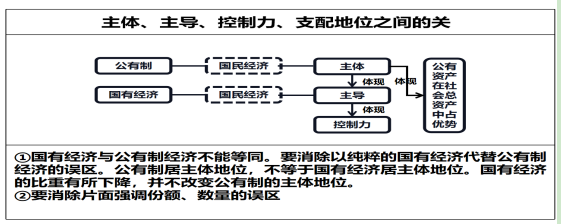 主体、主导、控制力、支配地位之间的关
公有制
国民经济
主体
体现
体现
国有经济
国民经济
主导
体现
控制力
公有
资产
在社
会总
资产
中占
优势
①国有经济与公有制经济不能等同。要消除以纯粹的国有经济代替公有制
经济的误区。公有制居主体地位，不等于国有经济居主体地位。国有经济
的比重有所下降，并不改变公有制的主体地位。
②要消除片面强调份额、数量的误区